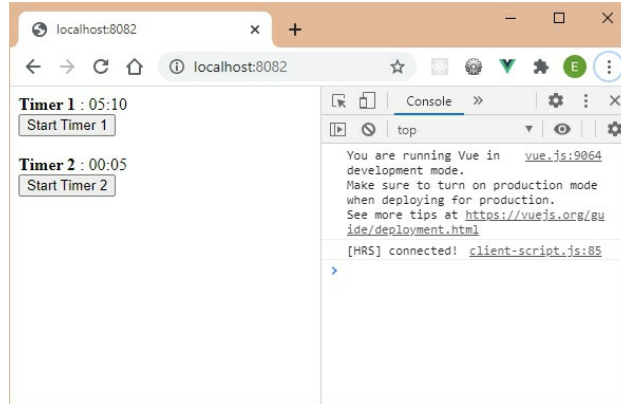 localhost:8082
localhost:8082
E
Timer 1 : 05:10
Start Timer 1
Timer 2 : 00:05
Start Timer 2
Console
top
You are running Vue in vue.js:9064
development mode.
Make sure to turn on production mode
when deploying for production.
See more tips at https://vuejs.org/gu
ide/deployment.html
[HRS] connected! client-script.js:85